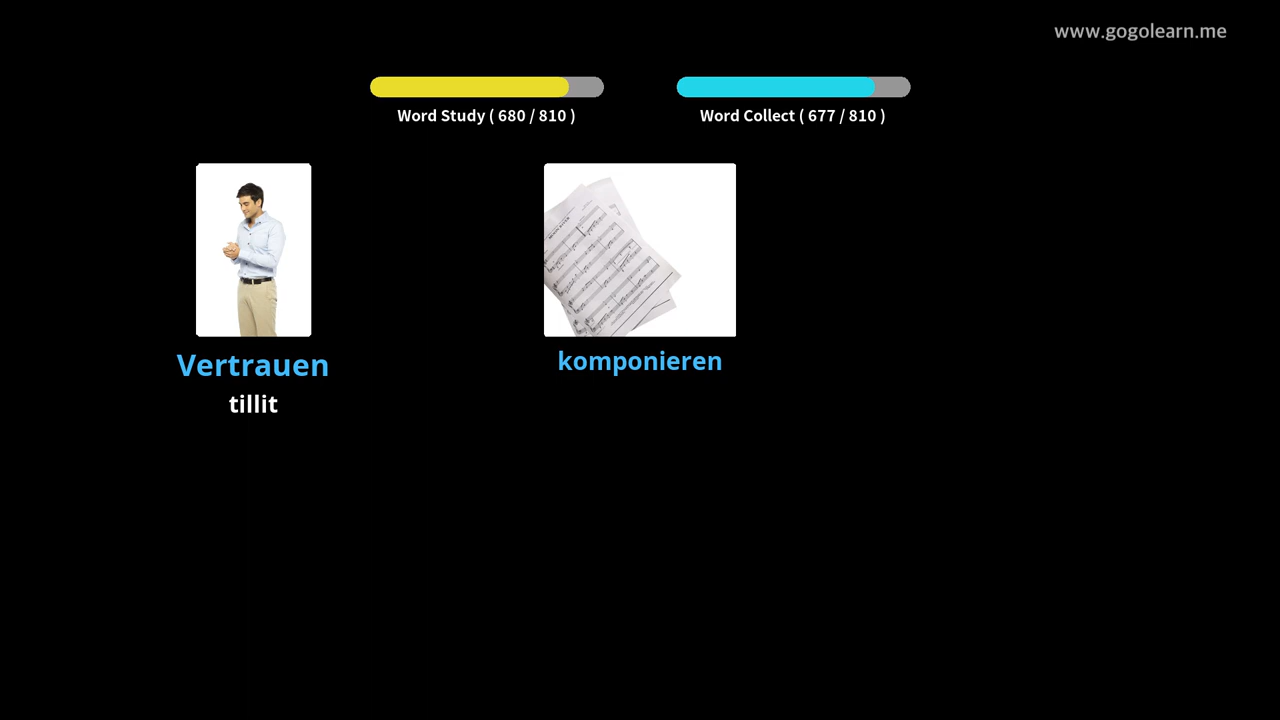 www.gogolearn.me
Word Study ( 680 / 810 )
Word Collect ( 677 / 810 )
Vertrauen
tillit
komponieren